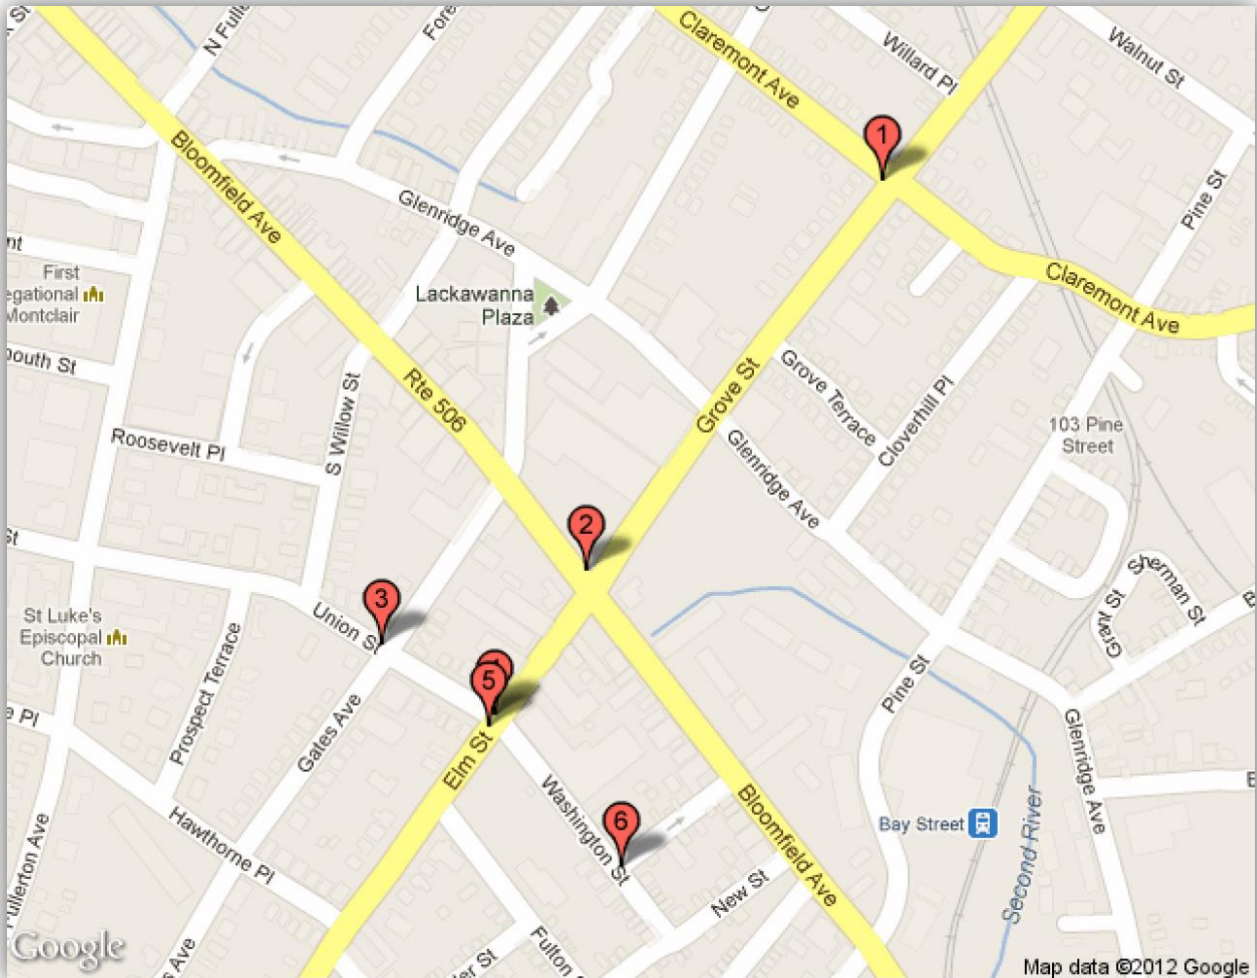 N Fulle
Fore
Claremont Ave
Willard Pl
Walnut St
1
Bloomfield Ave
Glenridge Ave
Pine St
First
egational
Montclair
Lackawanna
Plaza
Claremont Ave
outh St
Rte 506
Grove St
Grove Terrace
Cloverhill Pl
103 Pine
Street
Roosevelt Pl
S Willow St
Glenridge Ave
St
2
Sherman St
Gray St
St Luke's
Episcopal
Church
Union St
3
Prospect Terrace
Gates Ave
5
Elm St
Pine St
Glenridge Ave
e Pl
Hawthorne Pl
Washington St
6
Bloomfield Ave
Bay Street
Second River
Fullerton Ave
New St
Fulton
s Ave
er St
Google
Map data ©2012 Google